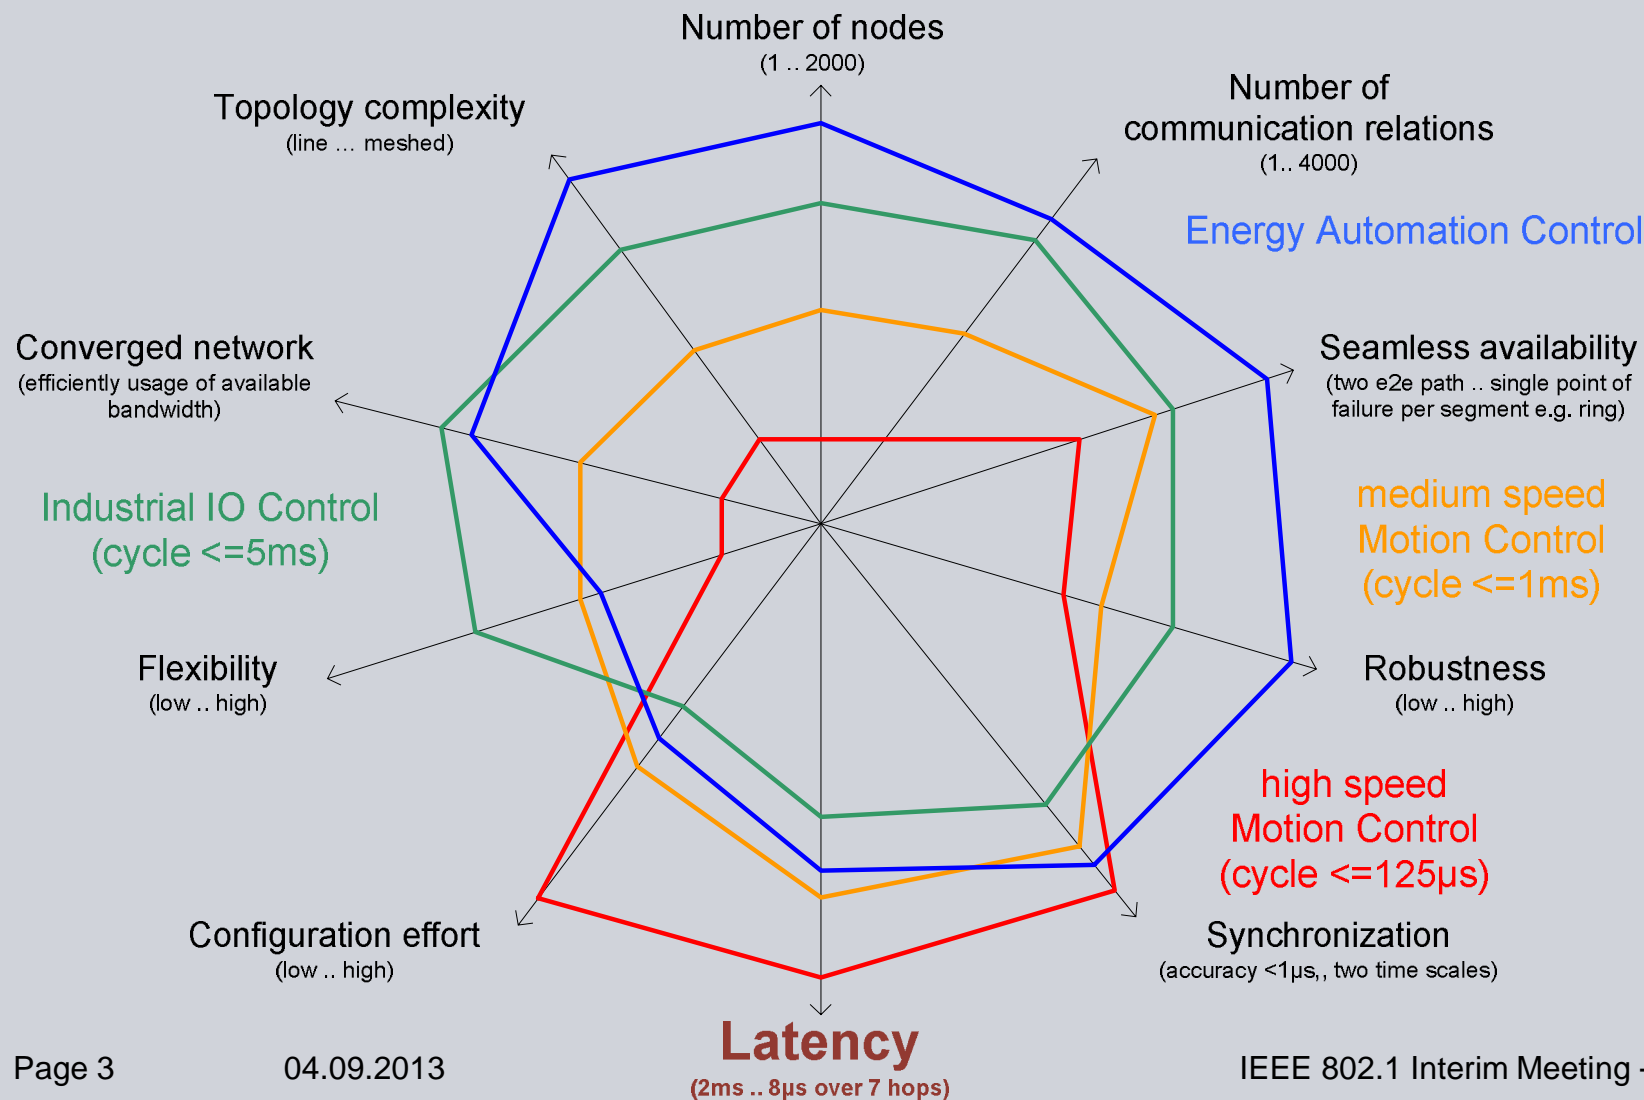 Number of nodes
(1 .. 2000)
Number of
communication relations
(1.. 4000)
Topology complexity
(line ... meshed)
Energy Automation Control
Converged network
(efficiently usage of available
bandwidth)
Seamless availability
(two e2e path .. single point of
failure per segment e.g. ring)
Industrial IO Control
(cycle <=5ms)
medium speed
Motion Control
(cycle <=1ms)
Flexibility
(low .. high)
Robustness
(low .. high)
high speed
Motion Control
(cycle <=125µs)
Configuration effort
(low .. high)
Synchronization
(accuracy <1µs,, two time scales)
Latency
(2ms .. 8µs over 7 hops)
Page 3
04.09.2013
IEEE 802.1 Interim Meeting -